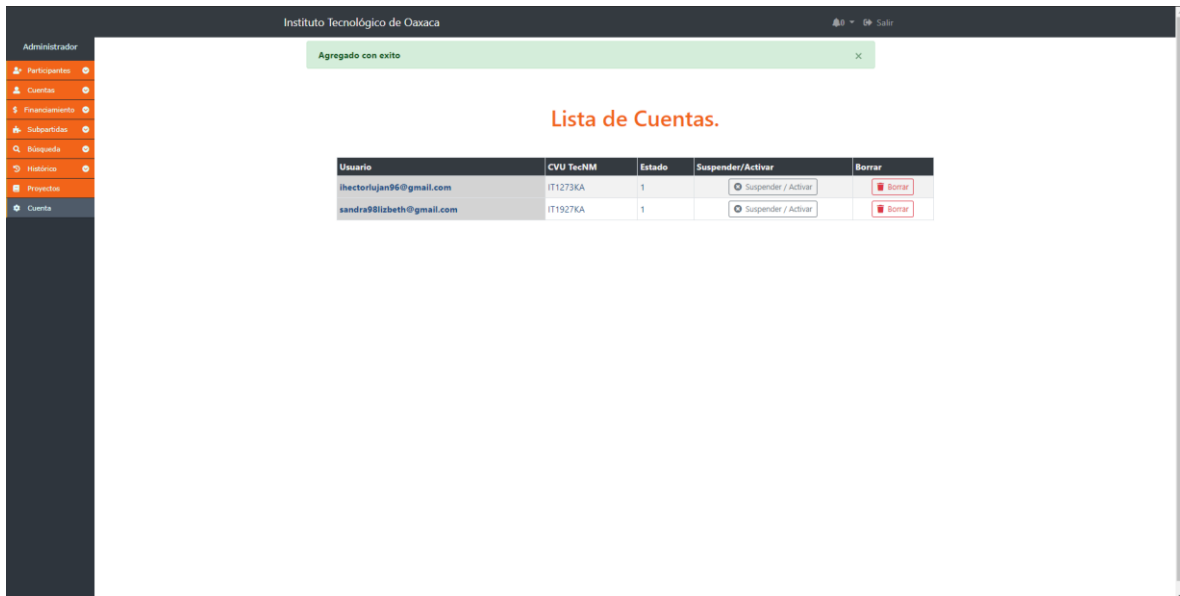 Instituto Tecnológico de Oaxaca
0 Salir
Administrador
Participantes
Cuentas
$ Financiamiento
Subpartidas
Búsqueda
Histórico
Proyectos
Cuenta
Agregado con exito ×
Lista de Cuentas.
Usuario CVU TecNM Estado Suspender/Activar Borrar
ihectorlujan96@gmail.com IT1273KA 1 Suspender / Activar Borrar
sandra98lizbeth@gmail.com IT1927KA 1 Suspender / Activar Borrar